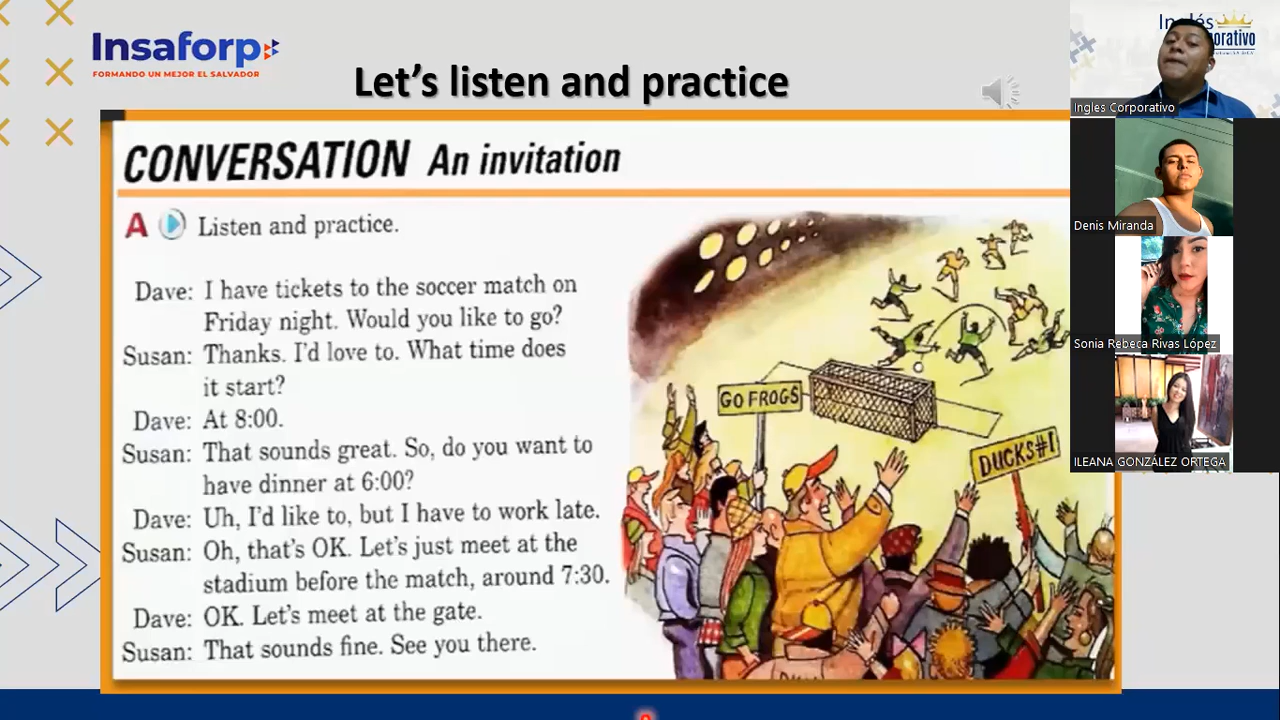 Insaforp
FORMANDO UN MEJOR EL SALVADOR
Let's listen and practice
CONVERSATION An invitation
A Listen and practice.
Dave: I have tickets to the soccer match on
Friday night. Would you like to go?
Susan: Thanks. I'd love to. What time does
it start?
Dave: At 8:00.
Susan: That sounds great. So, do you want to
have dinner at 6:00?
Dave: Uh, I'd like to, but I have to work late.
Susan: Oh, that's OK. Let's just meet at the
stadium before the match, around 7:30.
Dave: OK. Let's meet at the gate.
Susan: That sounds fine. See you there.
GO FROGS
DUCKS#1
Ingles Corporativo
Denis Miranda
Sonia Rebeca Rivas López
ILEANA GONZÁLEZ ORTEGA